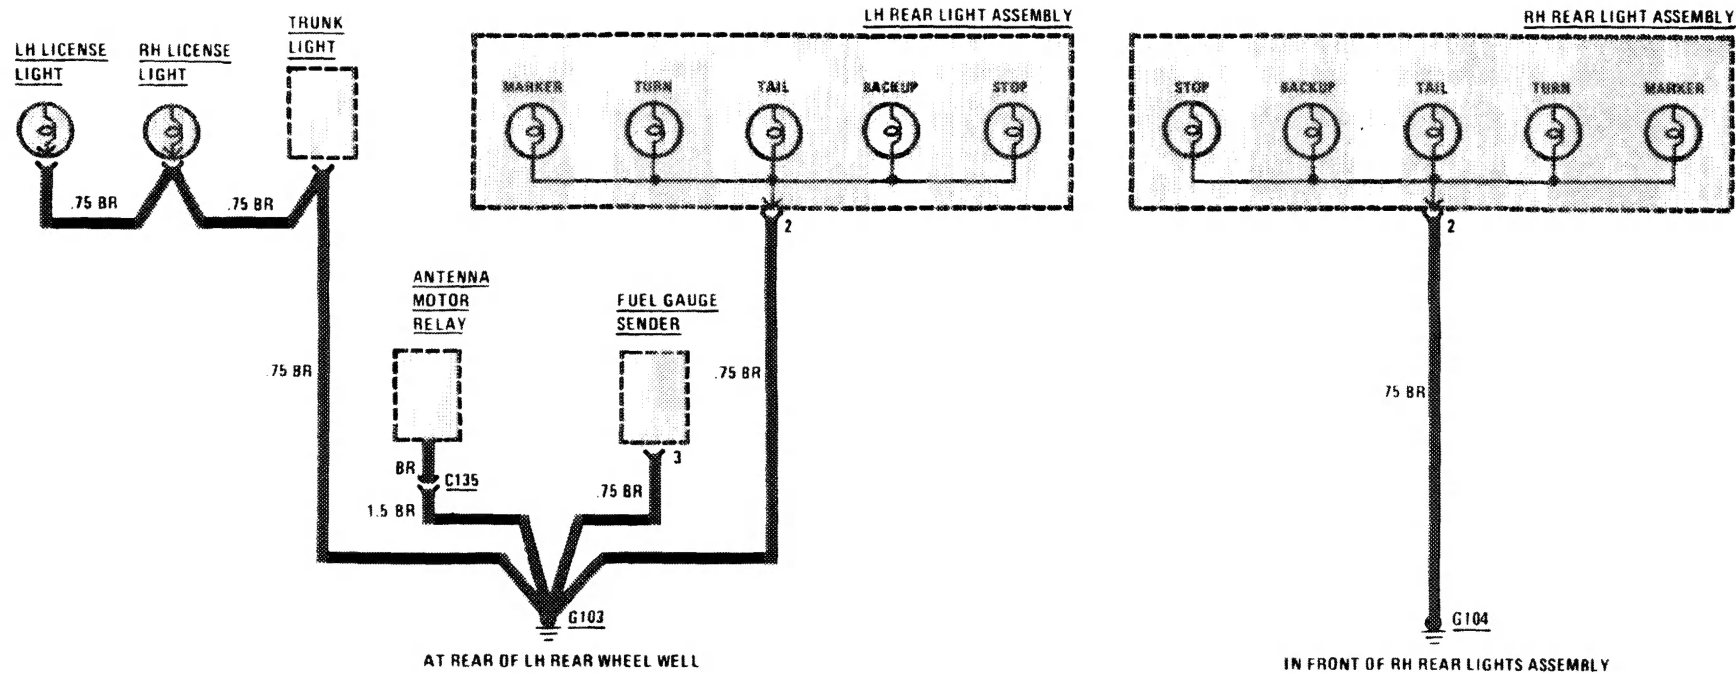 LH REAR LIGHT ASSEMBLY
RH REAR LIGHT ASSEMBLY
TRUNK
LIGHT
LH LICENSE
LIGHT
RH LICENSE
LIGHT
MARKER
TURN
TAIL
BACKUP
STOP
STOP
BACKUP
TAIL
TURN
MARKER
.75 BR
.75 BR
2
2
ANTENNA
MOTOR
RELAY
FUEL GAUGE
SENDER
.75 BR
.75 BR
75 BR
BR
C135
3
.75 BR
1.5 BR
G103
G104
AT REAR OF LH REAR WHEEL WELL
IN FRONT OF RH REAR LIGHTS ASSEMBLY